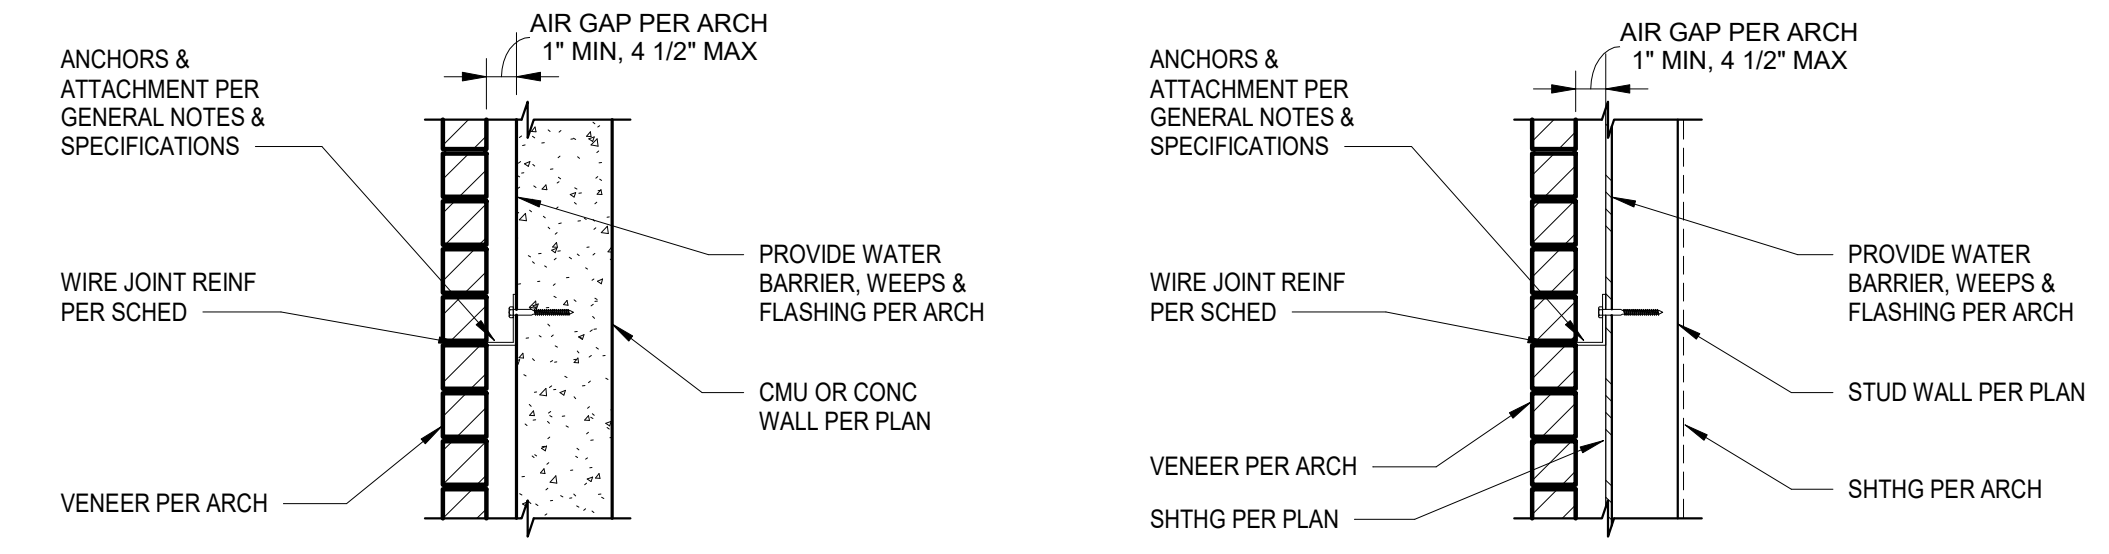 AIR GAP PER ARCH
1" MIN, 4 1/2" MAX
ANCHORS &
ATTACHMENT PER
GENERAL NOTES &
SPECIFICATIONS
WIRE JOINT REINF
PER SCHED
VENEER PER ARCH
PROVIDE WATER
BARRIER, WEEPS &
FLASHING PER ARCH
CMU OR CONC
WALL PER PLAN
AIR GAP PER ARCH
1" MIN, 4 1/2" MAX
ANCHORS &
ATTACHMENT PER
GENERAL NOTES &
SPECIFICATIONS
WIRE JOINT REINF
PER SCHED
VENEER PER ARCH
SHTHG PER PLAN
PROVIDE WATER
BARRIER, WEEPS &
FLASHING PER ARCH
STUD WALL PER PLAN
SHTHG PER ARCH